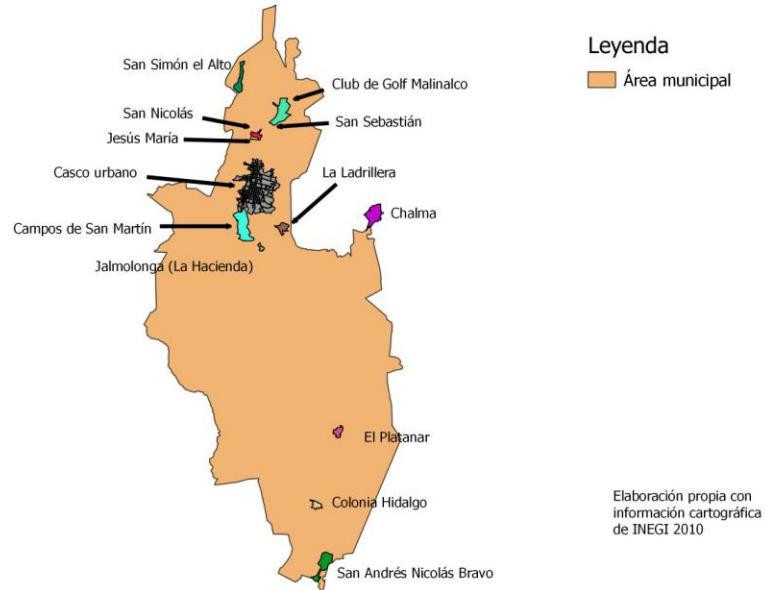 San Simón el Alto
San Nicolás
Jesús María
Casco urbano
Campos de San Martín
Jalmolonga (La Hacienda)
Club de Golf Malinalco
San Sebastián
La Ladrillera
Chalma
El Platanar
Colonia Hidalgo
San Andrés Nicolás Bravo
Leyenda
Área municipal
Elaboración propia con
información cartográfica
de INEGI 2010